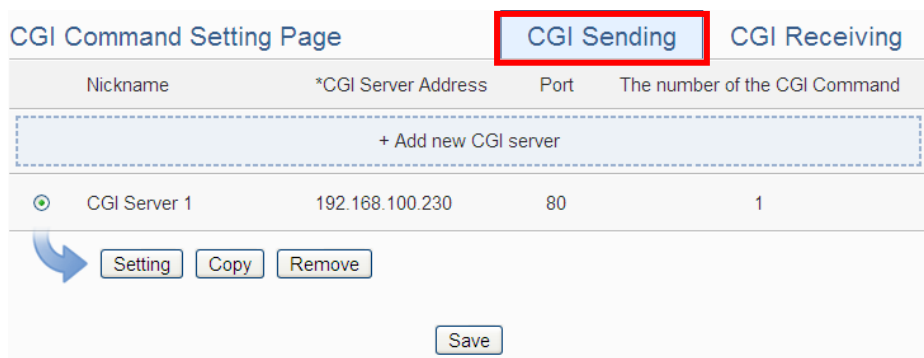 CGI Command Setting Page CGI Sending CGI Receiving
Nickname *CGI Server Address Port The number of the CGI Command
+ Add new CGI server
CGI Server 1 192.168.100.230 80 1
Setting Copy Remove
Save